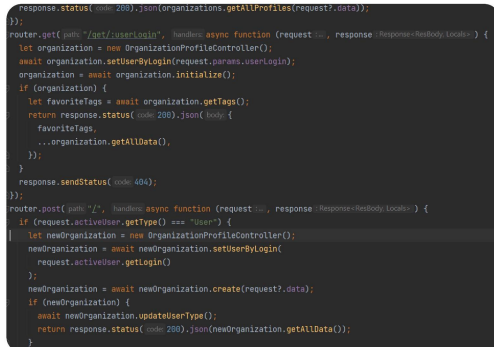 response.status( code: 200).json(organizations.getAllProfiles(request?.data));
});
router.get( path: "/get/:userLogin", handlers: async function (request :…, response :Response<ResBody, Locals> ) {
let organization = new OrganizationProfileController();
await organization.setUserByLogin(request.params.userLogin);
organization = await organization.initialize();
if (organization) {
let favoriteTags = await organization.getTags();
return response.status( code: 200).json( body: {
favoriteTags,
...organization.getAllData(),
});
}
response.sendStatus( code: 404);
});
router.post( path: "/", handlers: async function (request :…, response :Response<ResBody, Locals> ) {
if (request.activeUser.getType() === "User") {
let newOrganization = new OrganizationProfileController();
newOrganization = await newOrganization.setUserByLogin(
request.activeUser.getLogin()
);
newOrganization = await newOrganization.create(request?.data);
if (newOrganization) {
await newOrganization.updateUserType();
return response.status( code: 200).json(newOrganization.getAllData());
}